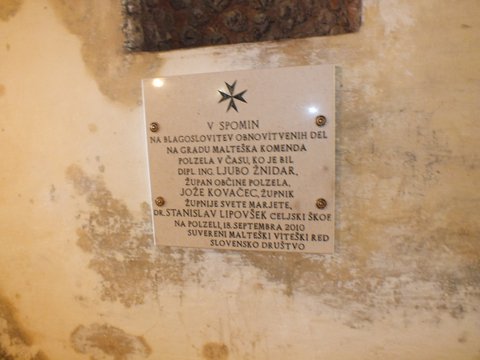 V SPOMIN
NA BLAGOSLOVITEV OBNOVITVENIH DEL
NA GRADU MALTEŠKA KOMENDA
POLZELA V ČASU, KO JE BIL
DIPL. ING. LJUBO ŽNIDAR,
ŽUPAN OBČINE POLZELA,
JOŽE KOVAČEC, ŽUPNIK
ŽUPNIJE SVETE MARJETE,
DR. STANISLAV LIPOVŠEK CELJSKI ŠKOF
NA POLZELI, 18. SEPTEMBRA 2010
SUVERENI MALTEŠKI VITEŠKI RED
SLOVENSKO DRUŠTVO